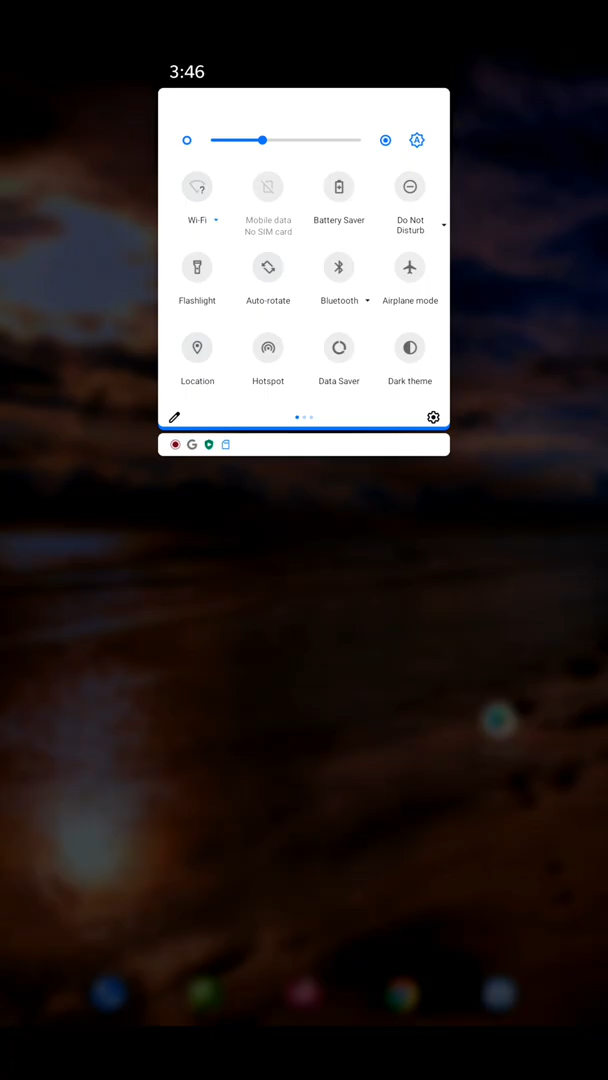 3:46
A
Wi-Fi
Mobile data
No SIM card
Battery Saver
Do Not
Disturb
Flashlight
Auto-rotate
Bluetooth
Airplane mode
Location
Hotspot
Data Saver
Dark theme
G